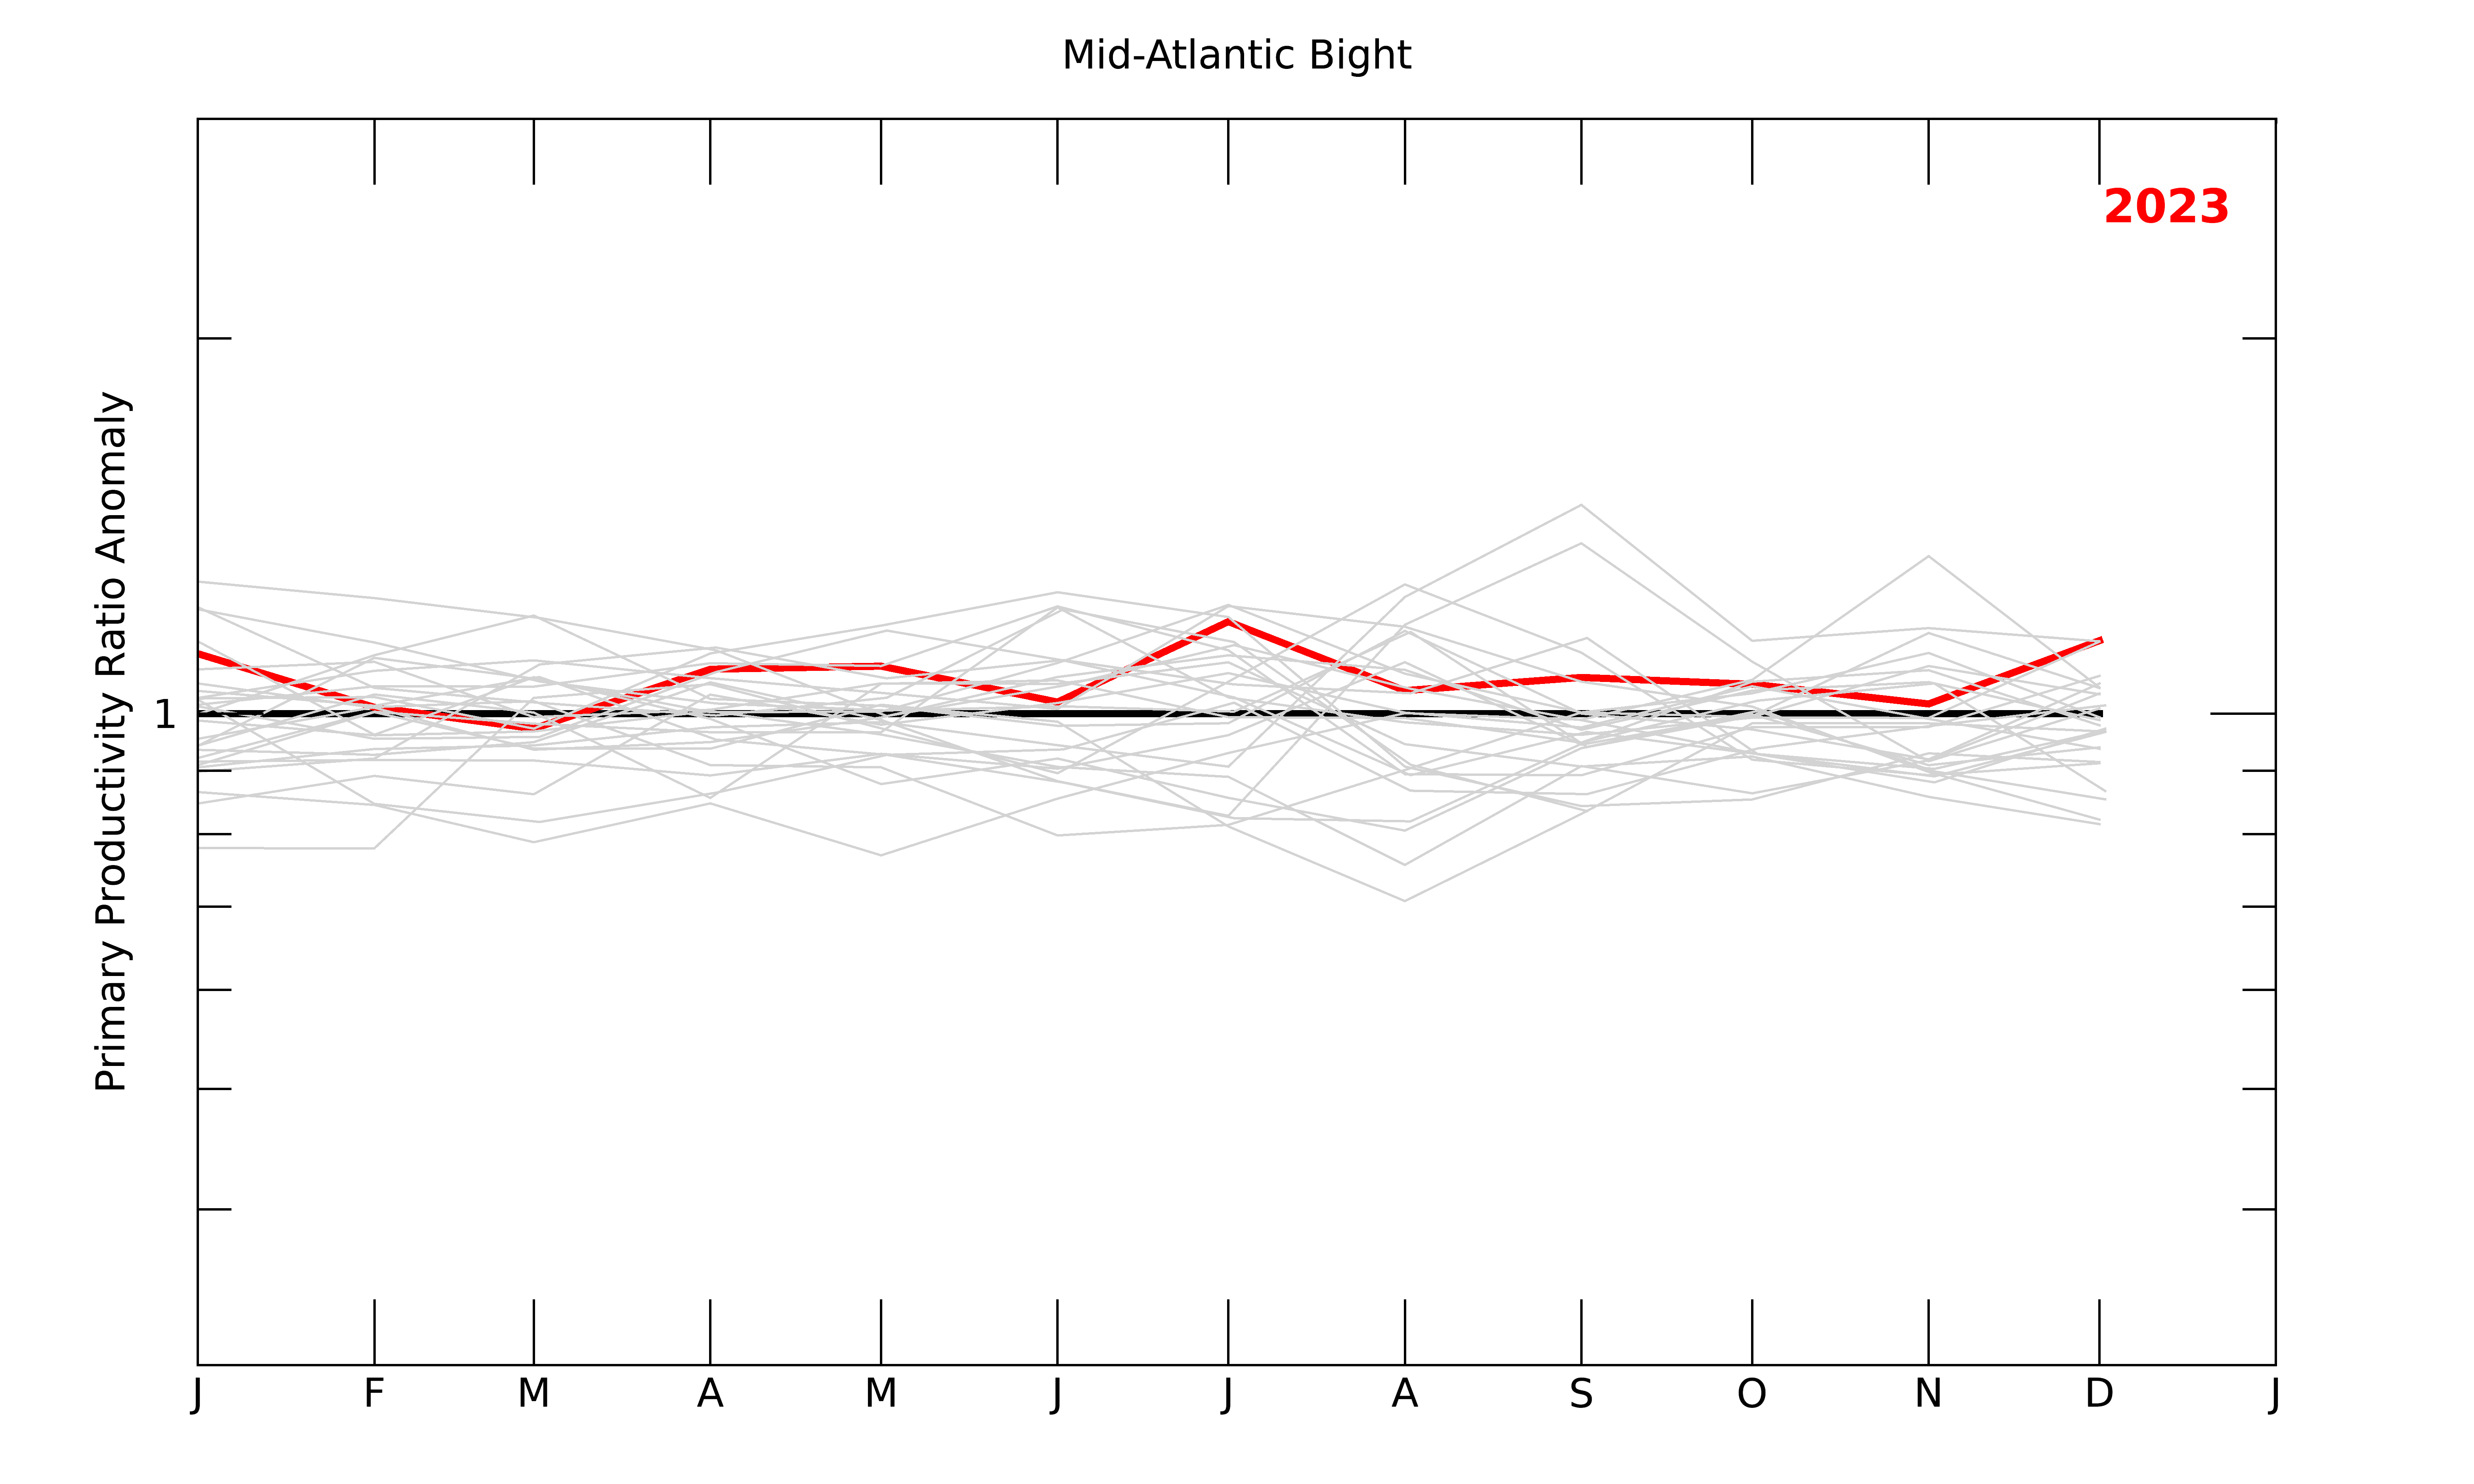 Mid-Atlantic Bight
2023
Primary Productivity Ratio Anomaly
1
J F M A M J J A S O N D J